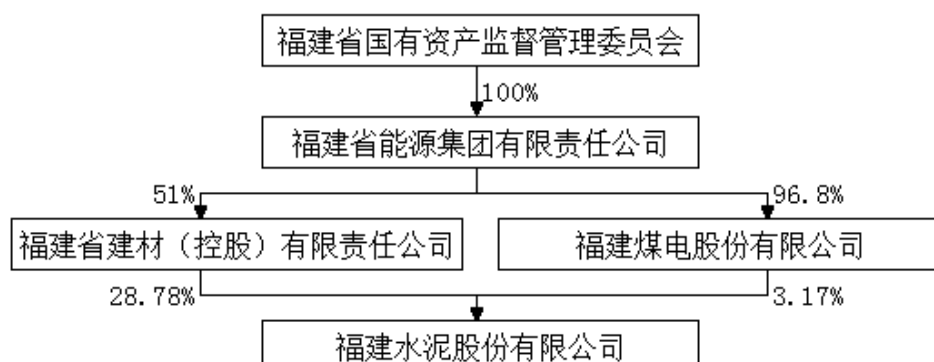 福建省国有资产监督管理委员会
100%
福建省能源集团有限责任公司
51%
96.8%
福建省建材（控股）有限责任公司
福建煤电股份有限公司
28.78%
3.17%
福建水泥股份有限公司